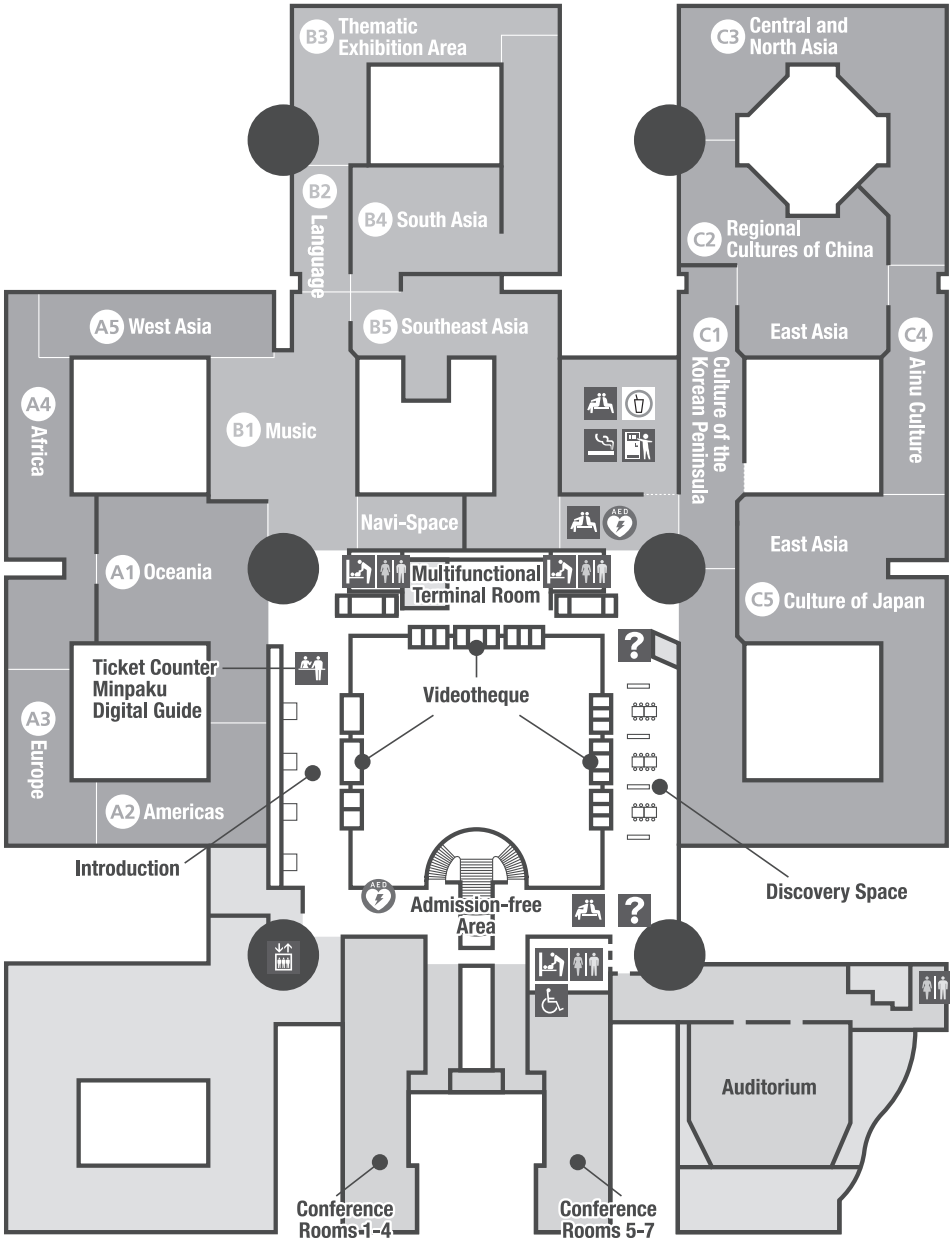 B3 Thematic
Exhibition Area
C3 Central and
North Asia
B2 Language
B4 South Asia
C2 Regional
Cultures of China
A5 West Asia
B5 Southeast Asia
C1 Culture of the
Korean Peninsula
East Asia
C4 Ainu Culture
A4 Africa
B1 Music
Navi-Space
AED
East Asia
A1 Oceania
Multifunctional
Terminal Room
C5 Culture of Japan
Ticket Counter
Minpaku
Digital Guide
?
Videotheque
A3 Europe
A2 Americas
Introduction
AED
Admission-free
Area
?
Discovery Space
Auditorium
Conference
Rooms 1-4
Conference
Rooms 5-7